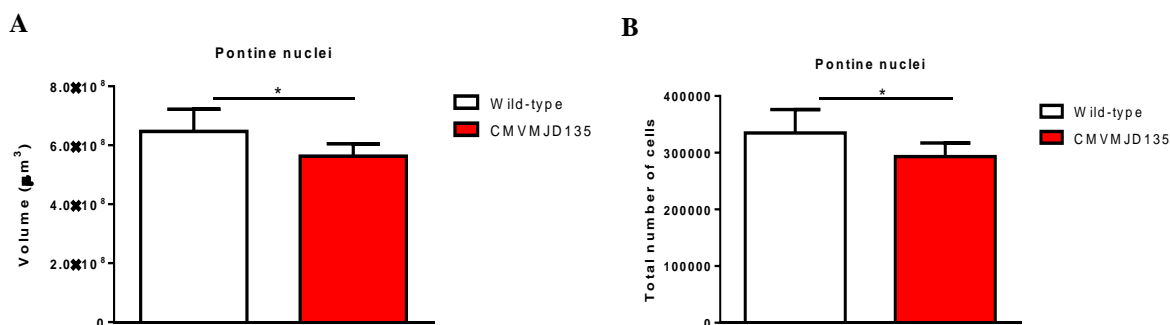 A
Pontine nuclei
Volume (µm³)
8.0×10⁸
6.0×10⁸
4.0×10⁸
2.0×10⁸
0
*
Wild-type
CMVMJD135
B
Pontine nuclei
Total number of cells
400000
300000
200000
100000
0
*
Wild-type
CMVMJD135